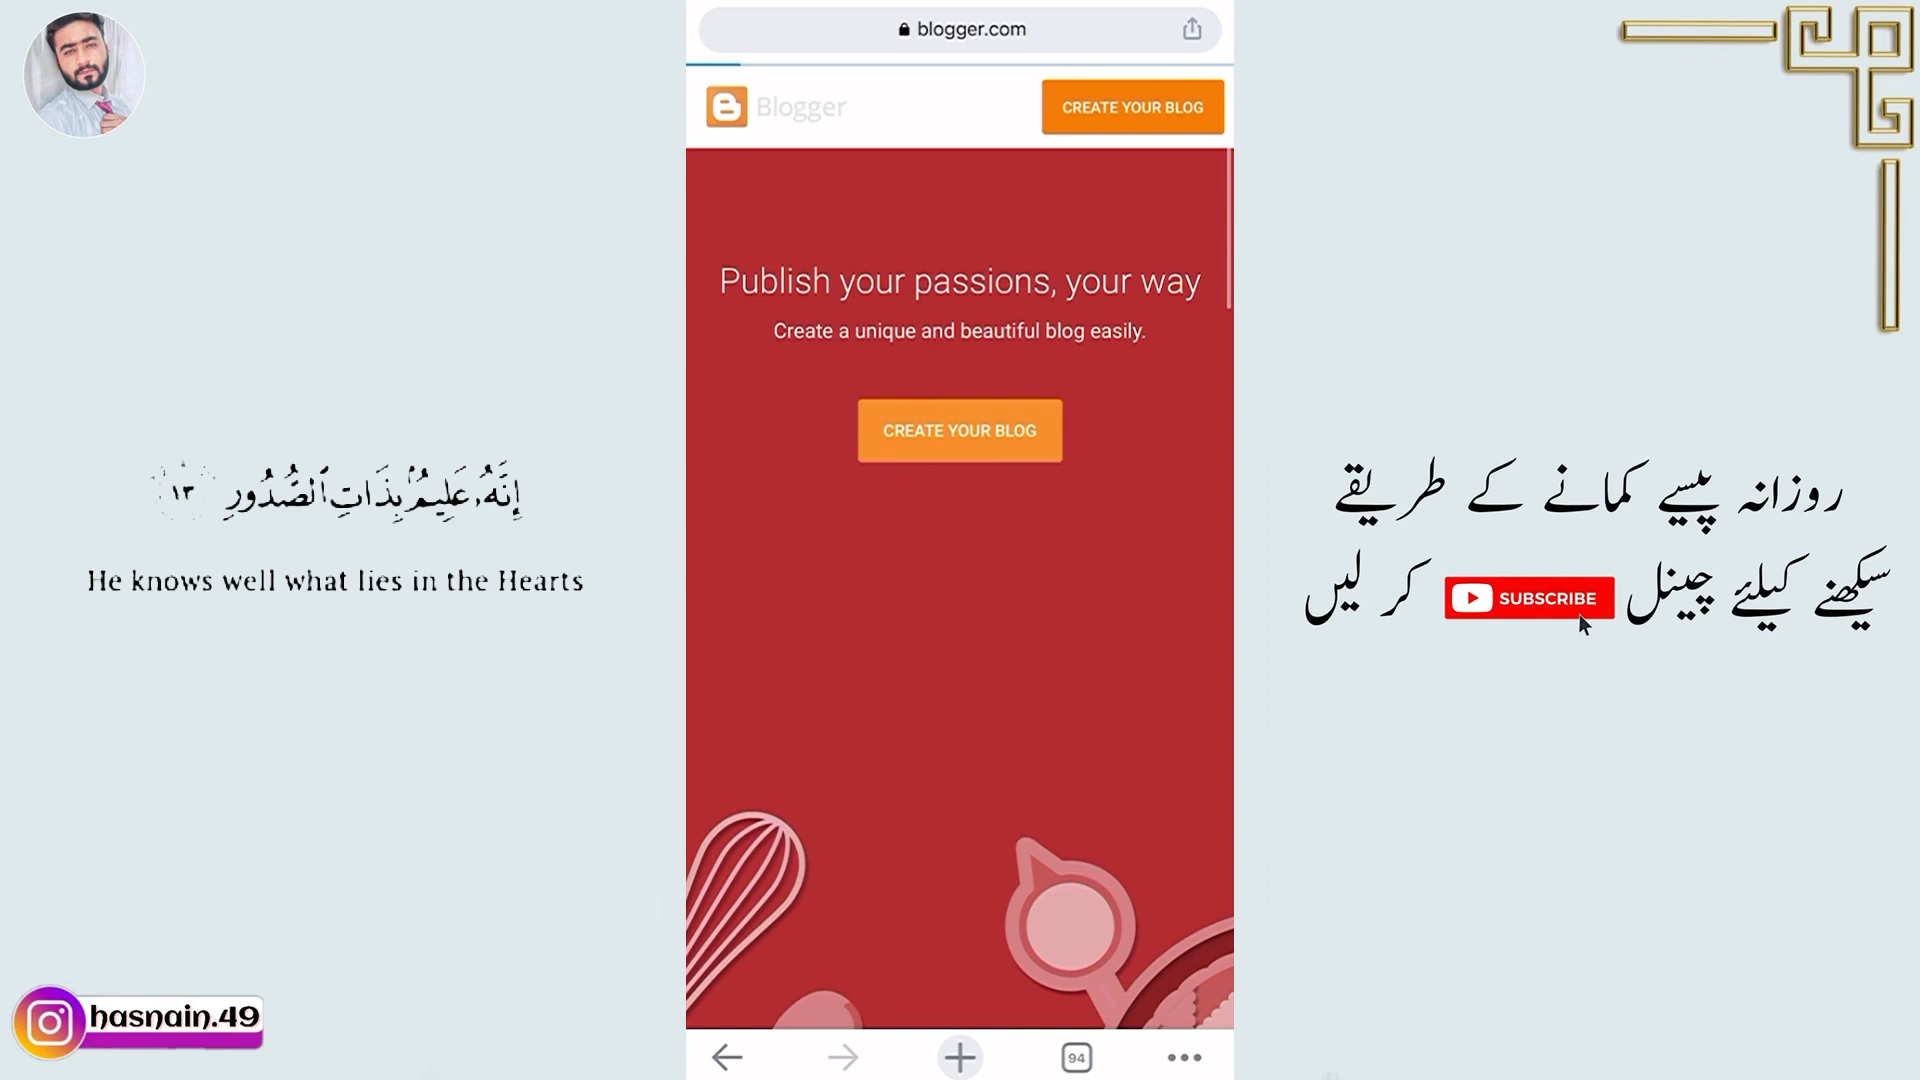 blogger.com
Blogger
CREATE YOUR BLOG
Publish your passions, your way
Create a unique and beautiful blog easily.
CREATE YOUR BLOG
إِنَّهُۥ عَلِيمٌۢ بِذَاتِ ٱلصُّدُورِ ١٣
He knows well what lies in the Hearts
روزانہ پیسے کمانے کے طریقے
سیکھنے کیلئے چینل SUBSCRIBE کر لیں
hasnain.49
94